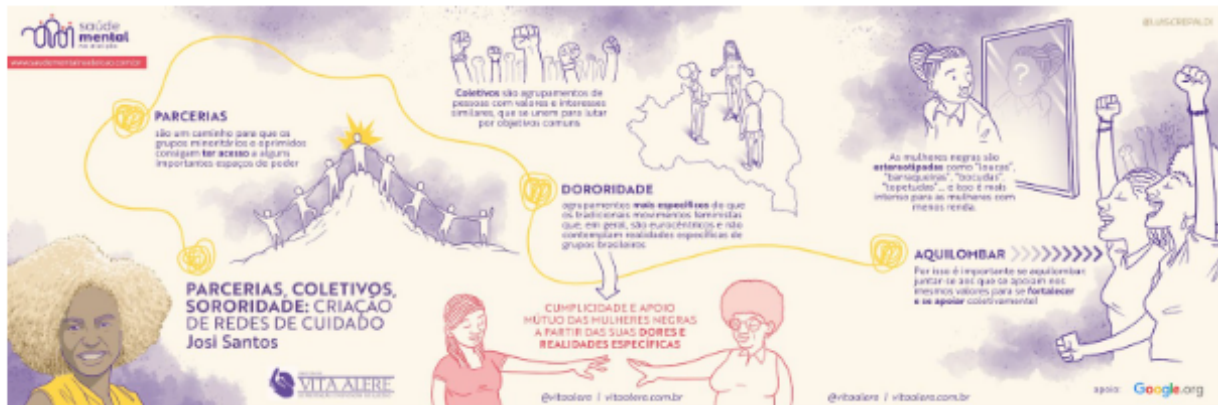 saúde
mental
www.saudementalnaatencao.com.br
@LUISCREPALDI
PARCERIAS
são um caminho para que os
grupos minoritários e oprimidos
consigam ter acesso a alguns
importantes espaços de poder
Coletivos são agrupamentos de
pessoas com valores e interesses
similares, que se unem para lutar
por objetivos comuns
DORORIDADE
agrupamentos mais específicos do que
os tradicionais movimentos feministas
que, em geral, são eurocêntricos e não
contemplam realidades específicas de
grupos brasileiros
CUMPLICIDADE E APOIO
MÚTUO DAS MULHERES NEGRAS
A PARTIR DAS SUAS DORES E
REALIDADES ESPECÍFICAS
?
As mulheres negras são
estereotipadas como "loucas",
"barraqueiras", "bocudas",
"topetudas"... e isso é mais
intenso para as mulheres com
menos renda.
AQUILOMBAR
Por isso é importante se aquilombar:
juntar-se aos que se apoiam nos
mesmos valores para se fortalecer
e se apoiar coletivamente!
PARCERIAS, COLETIVOS,
SORORIDADE: CRIAÇÃO
DE REDES DE CUIDADO
Josi Santos
VITA ALERE
@vitaalere | vitaalere.com.br
@vitaalere | vitaalere.com.br
apoio: Google.org